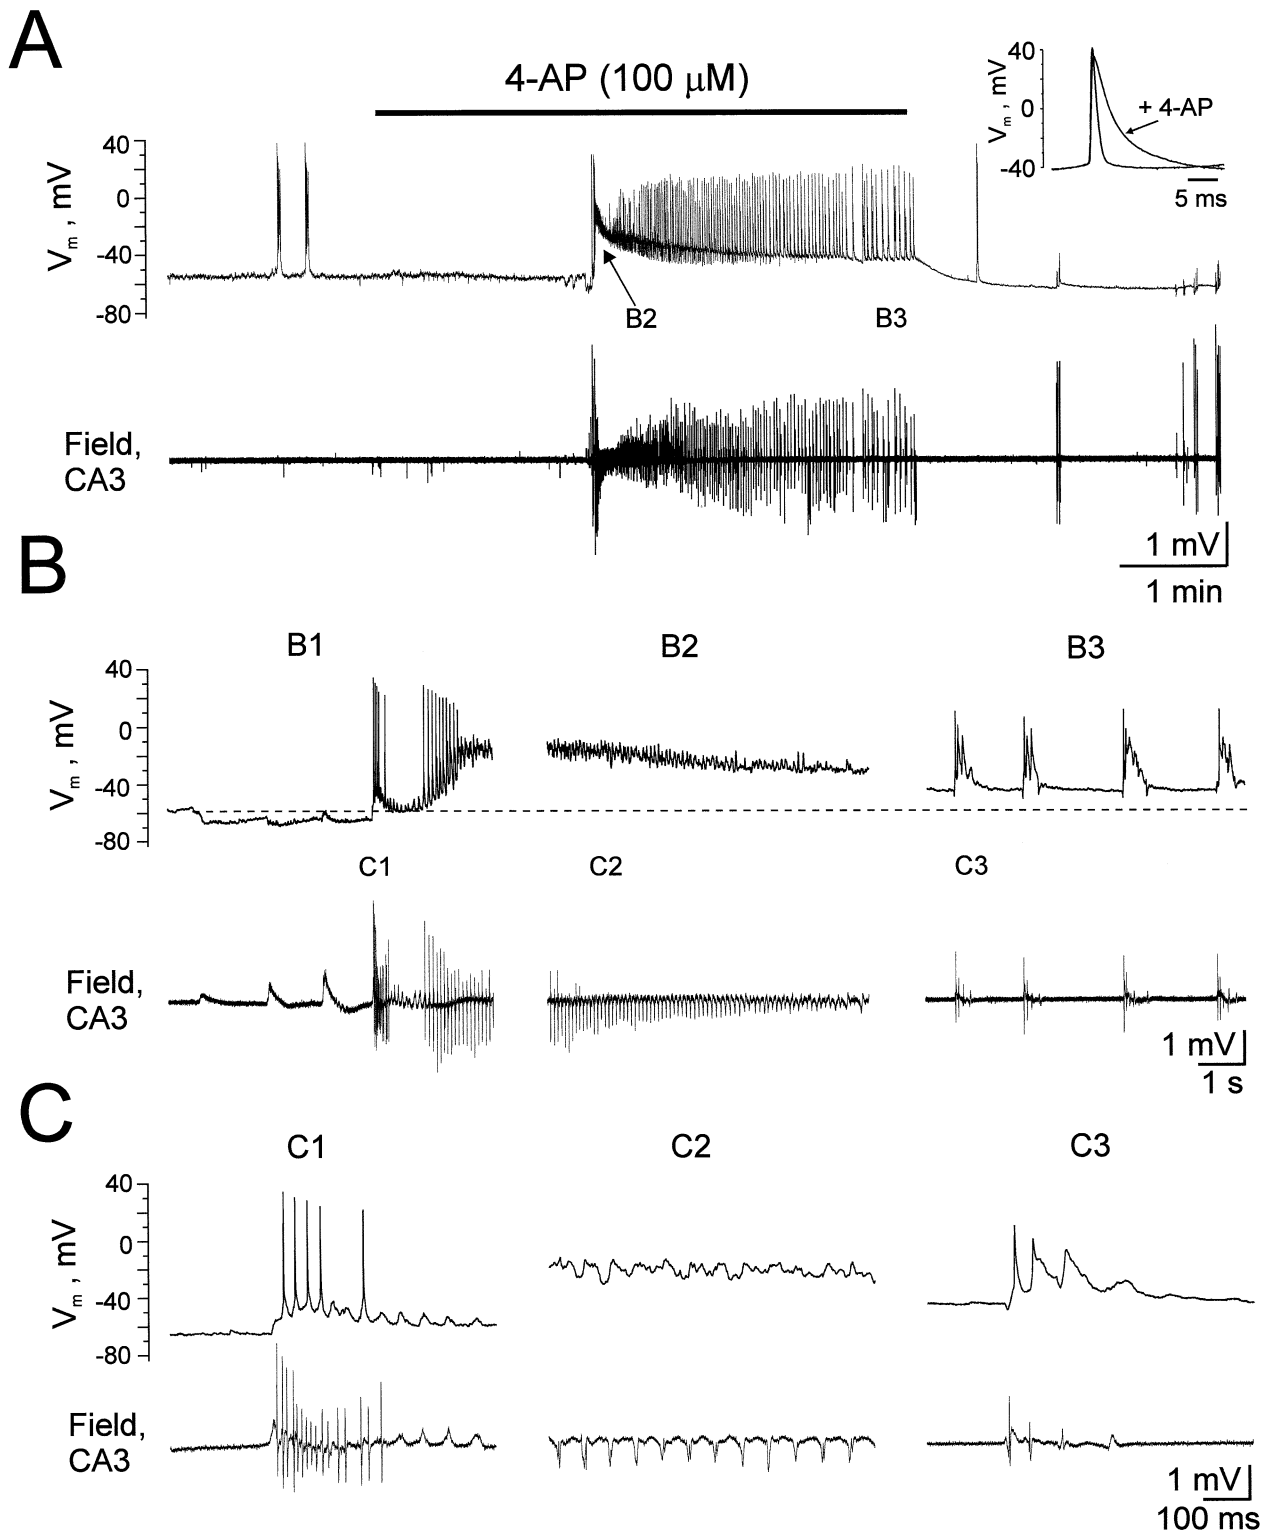 A
4-AP (100 μM)
40
0
-40
-80
Vm , mV
40
0
-40
Vm , mV
+ 4-AP
5 ms
B2
B3
Field,
CA3
1 mV
1 min
B
B1
B2
B3
40
0
-40
-80
Vm , mV
C1
C2
C3
Field,
CA3
1 mV
1 s
C
C1
C2
C3
40
0
-40
-80
Vm , mV
Field,
CA3
1 mV
100 ms